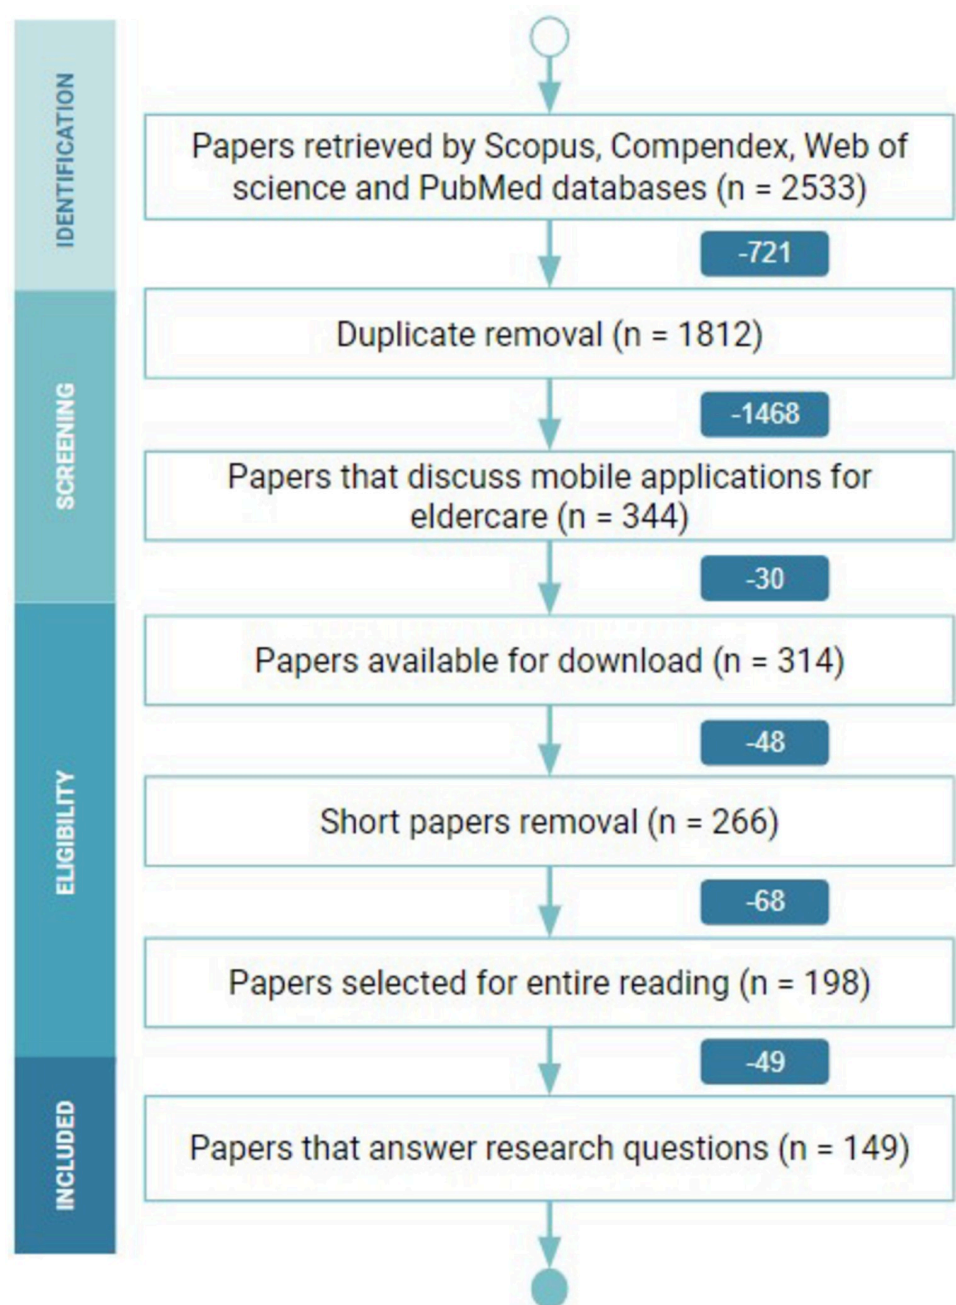 IDENTIFICATION
Papers retrieved by Scopus, Compendex, Web of
science and PubMed databases (n = 2533)
-721
SCREENING
Duplicate removal (n = 1812)
-1468
Papers that discuss mobile applications for
eldercare (n = 344)
-30
ELIGIBILITY
Papers available for download (n = 314)
-48
Short papers removal (n = 266)
-68
Papers selected for entire reading (n = 198)
-49
INCLUDED
Papers that answer research questions (n = 149)